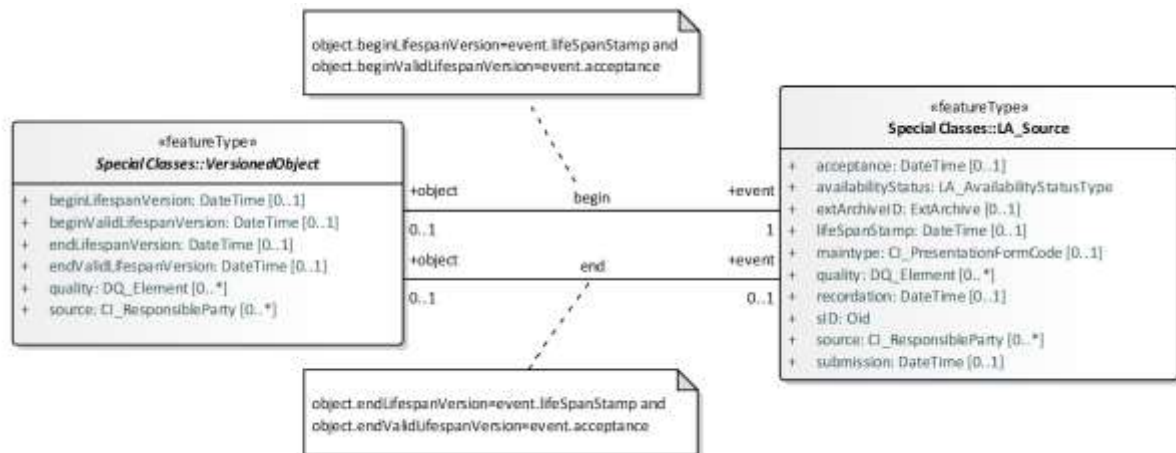 object.beginLifespanVersion=event.lifeSpanStamp and
object.beginValidLifespanVersion=event.acceptance
«featureType»
Special Classes::VersionedObject
+ beginLifespanVersion: DateTime [0..1]
+ beginValidLifespanVersion: DateTime [0..1]
+ endLifespanVersion: DateTime [0..1]
+ endValidLifespanVersion: DateTime [0..1]
+ quality: DQ_Element [0..*]
+ source: CI_ResponsibleParty [0..*]
+object
begin
+event
0..1
1
+object
end
+event
0..1
0..1
«featureType»
Special Classes::LA_Source
+ acceptance: DateTime [0..1]
+ availabilityStatus: LA_AvailabilityStatusType
+ extArchiveID: ExtArchive [0..1]
+ lifeSpanStamp: DateTime [0..1]
+ maintype: CI_PresentationFormCode [0..1]
+ quality: DQ_Element [0..*]
+ recordation: DateTime [0..1]
+ sID: Oid
+ source: CI_ResponsibleParty [0..*]
+ submission: DateTime [0..1]
object.endLifespanVersion=event.lifeSpanStamp and
object.endValidLifespanVersion=event.acceptance